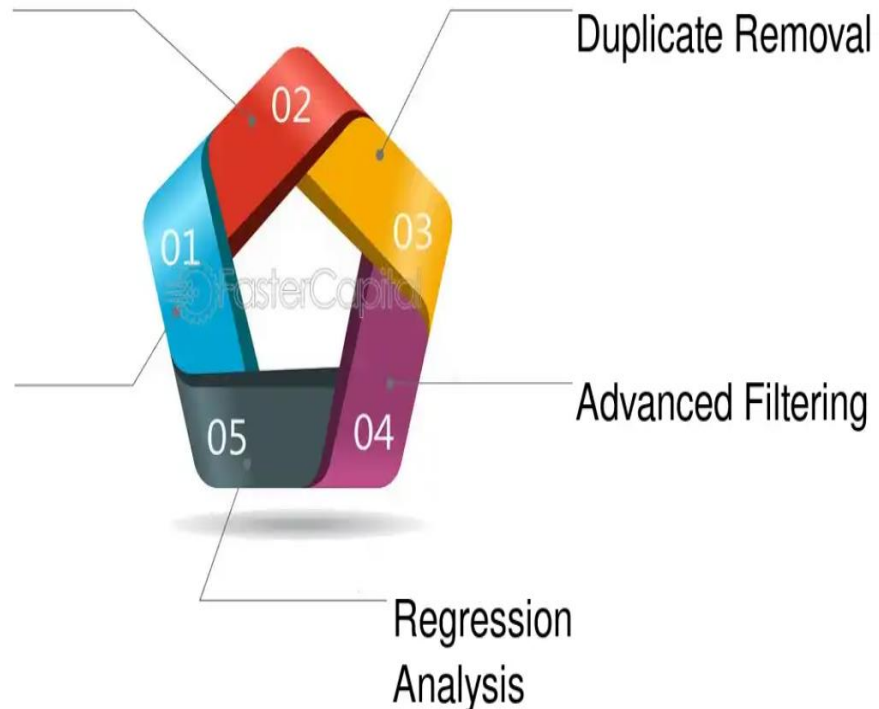 Duplicate Removal
02
03
01
FasterCapital
Advanced Filtering
05
04
Regression
Analysis